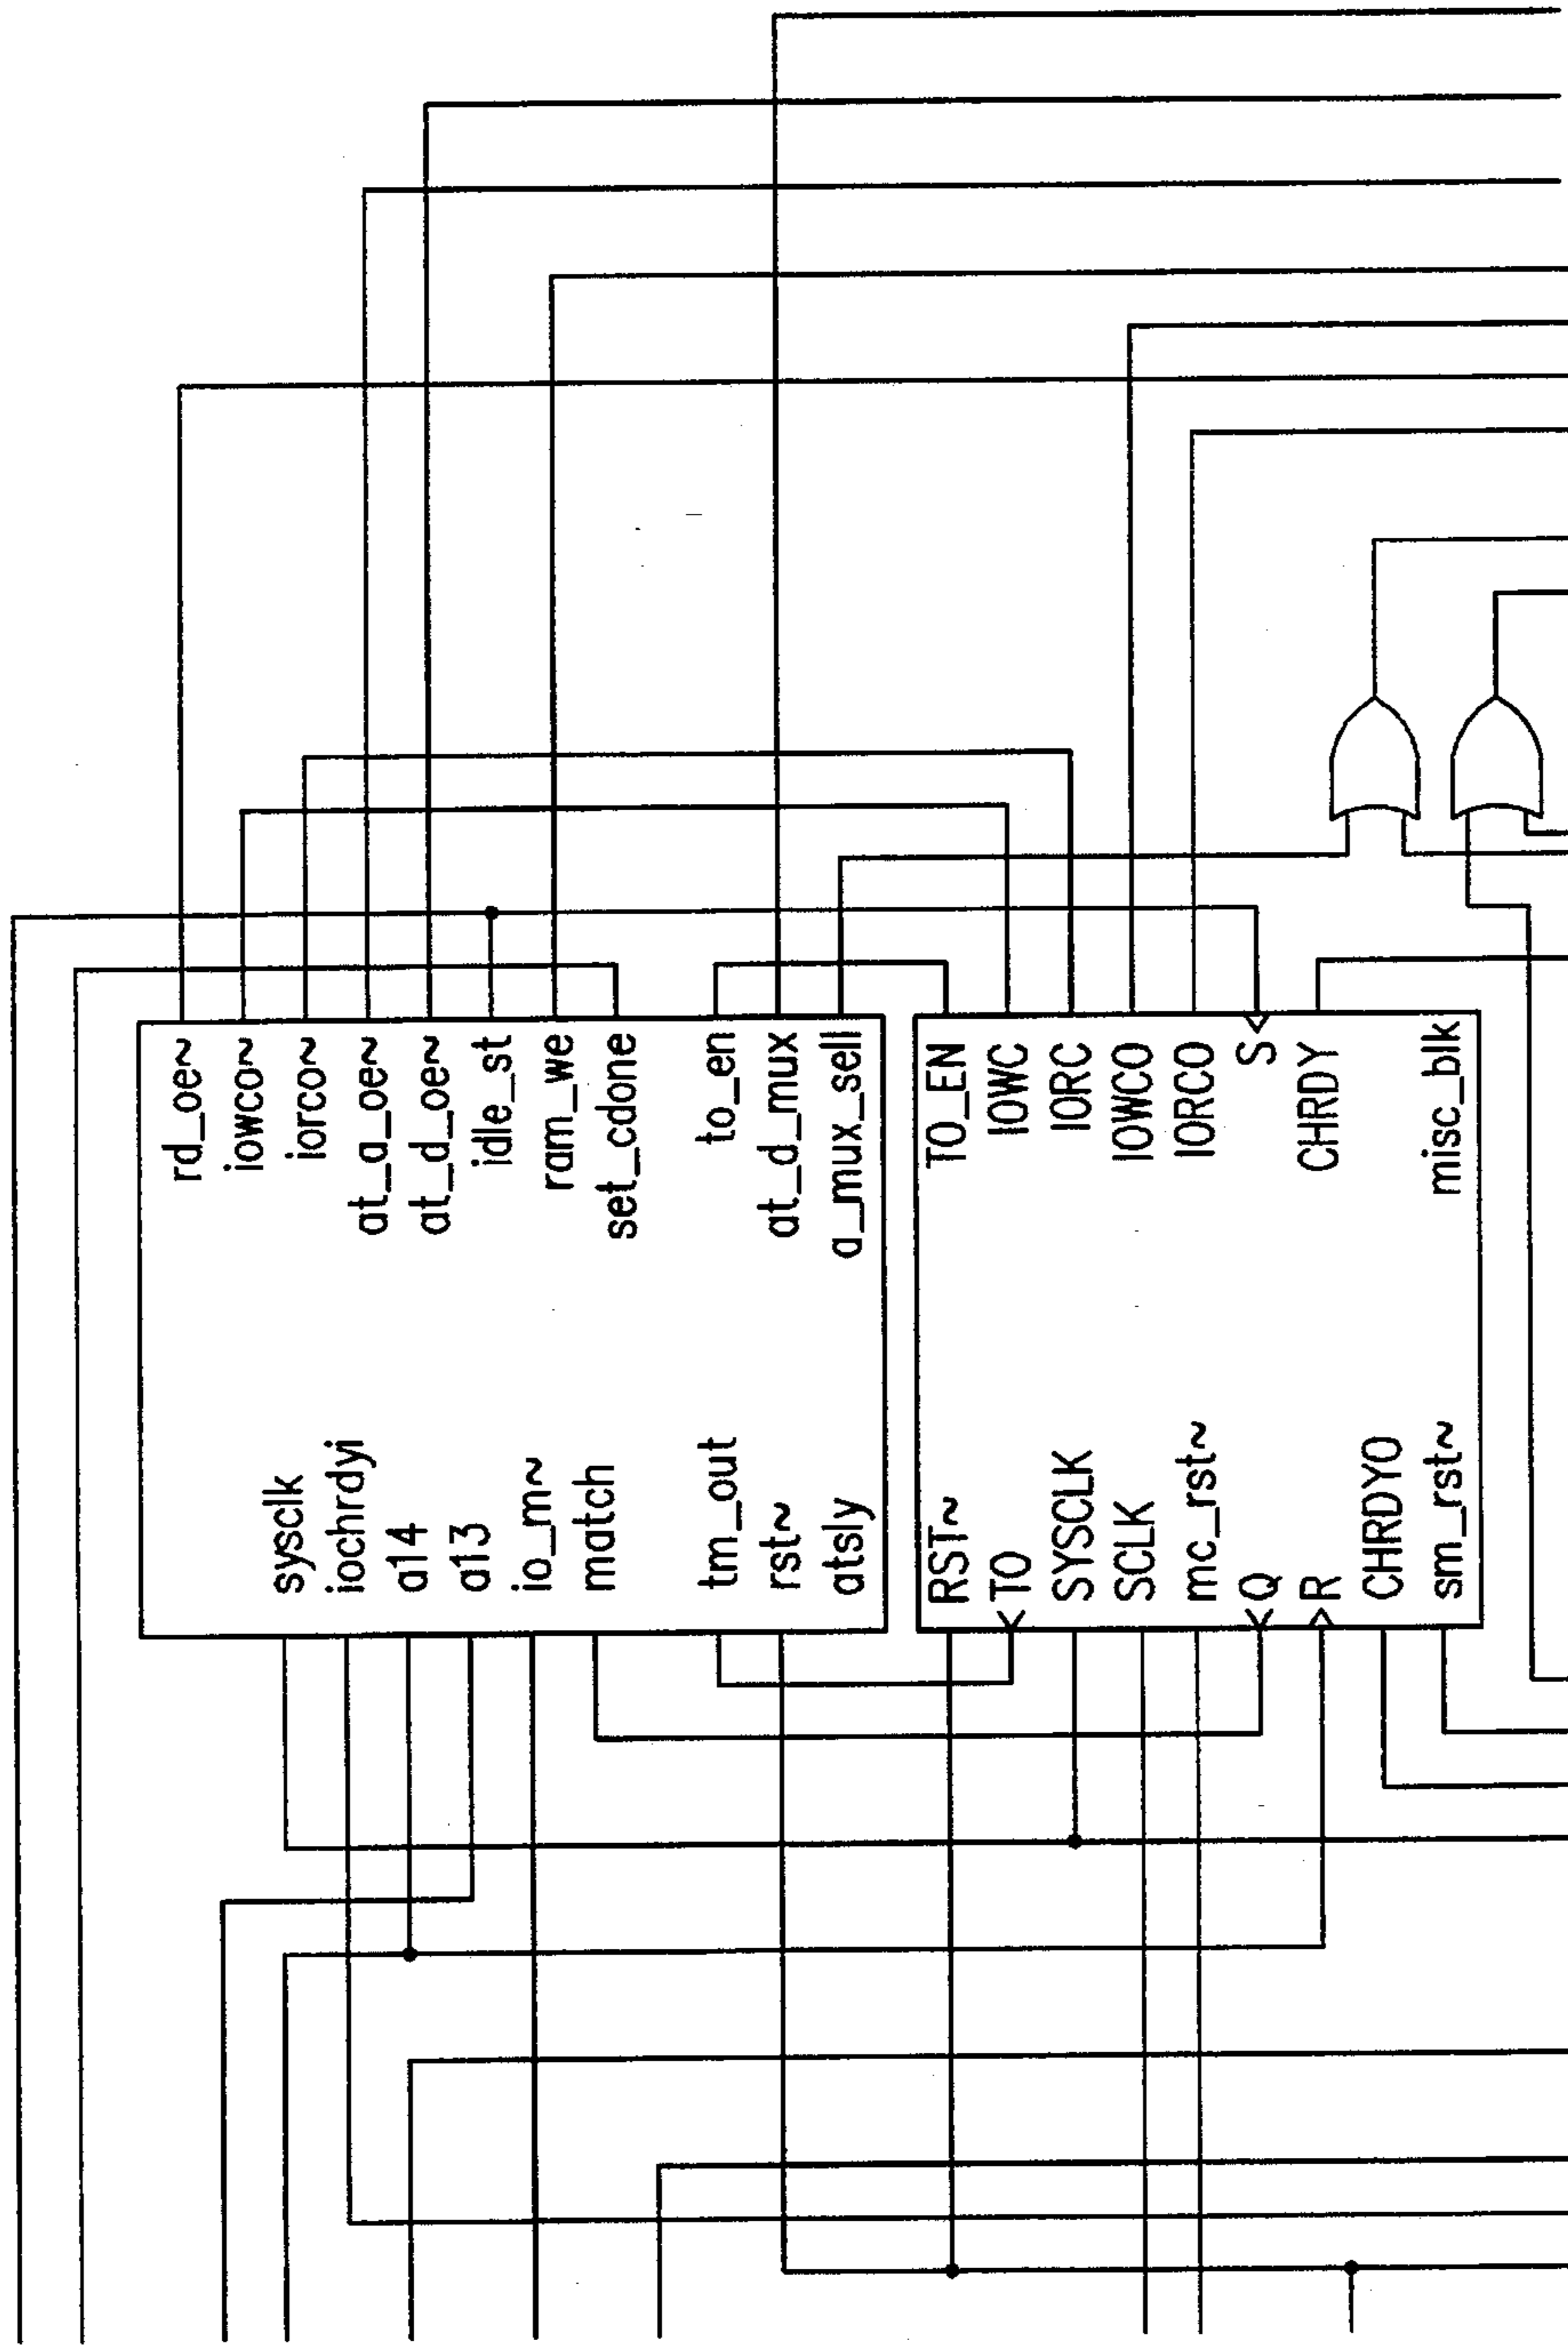 rd_oe~
iowco~
iorco~
at_a_oe~
at_d_oe~
idle_st
ram_we
set_cdone
to_en
at_d_mux
a_mux_sell
sysclk
iochrdyi
a14
a13
io_m~
match
tm_out
rst~
atsly
TO_EN
IOWC
IORC
IOWCO
IORCO
S
CHRDY
misc_blk
RST~
TO
SYSCLK
SCLK
mc_rst~
Q
R
CHRDYO
sm_rst~